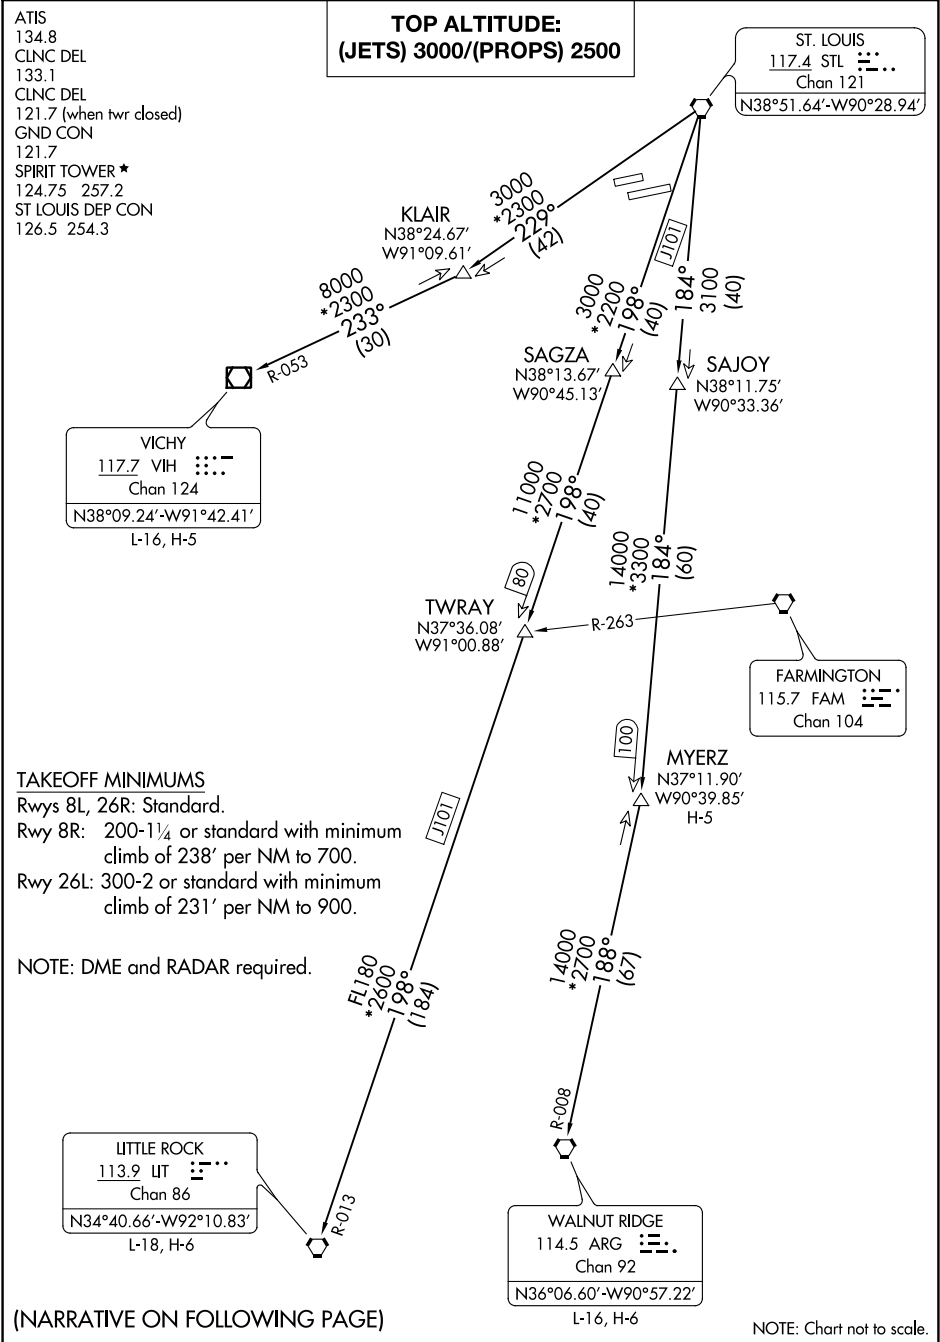 ATIS
134.8
CLNC DEL
133.1
CLNC DEL
121.7 (when twr closed)
GND CON
121.7
SPIRIT TOWER ★
124.75 257.2
ST LOUIS DEP CON
126.5 254.3
TOP ALTITUDE:
(JETS) 3000/(PROPS) 2500
ST. LOUIS
117.4 STL
Chan 121
N38°51.64′-W90°28.94′
KLAIR
N38°24.67′
W91°09.61′
3000
*2300
229°
(42)
8000
*2300
233°
(30)
R-053
J101
3000
*2200
198°
(40)
184°
3100
(40)
SAGZA
N38°13.67′
W90°45.13′
SAJOY
N38°11.75′
W90°33.36′
VICHY
117.7 VIH
Chan 124
N38°09.24′-W91°42.41′
L-16, H-5
11000
*2700
198°
(40)
14000
*3300
184°
(60)
80
TWRAY
N37°36.08′
W91°00.88′
R-263
FARMINGTON
115.7 FAM
Chan 104
100
MYERZ
N37°11.90′
W90°39.85′
H-5
TAKEOFF MINIMUMS
Rwys 8L, 26R: Standard.
Rwy 8R: 200-1¼ or standard with minimum
climb of 238′ per NM to 700.
Rwy 26L: 300-2 or standard with minimum
climb of 231′ per NM to 900.
NOTE: DME and RADAR required.
J101
FL180
*2600
198°
(184)
14000
*2700
188°
(67)
R-008
R-013
LITTLE ROCK
113.9 LIT
Chan 86
N34°40.66′-W92°10.83′
L-18, H-6
WALNUT RIDGE
114.5 ARG
Chan 92
N36°06.60′-W90°57.22′
L-16, H-6
(NARRATIVE ON FOLLOWING PAGE)
NOTE: Chart not to scale.